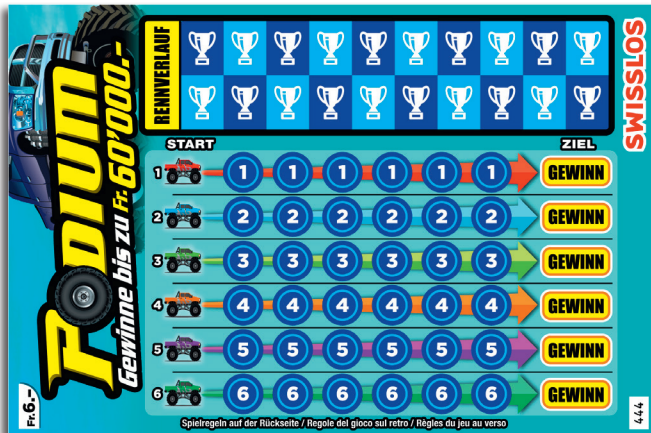 PODIUM
Gewinne bis zu Fr. 60'000.-
Fr. 6.-
RENNVERLAUF
SWISSLOS
START ZIEL
1 1 1 1 1 1 1 GEWINN
2 2 2 2 2 2 2 GEWINN
3 3 3 3 3 3 3 GEWINN
4 4 4 4 4 4 4 GEWINN
5 5 5 5 5 5 5 GEWINN
6 6 6 6 6 6 6 GEWINN
Spielregeln auf der Rückseite / Regole del gioco sul retro / Règles du jeu au verso
444